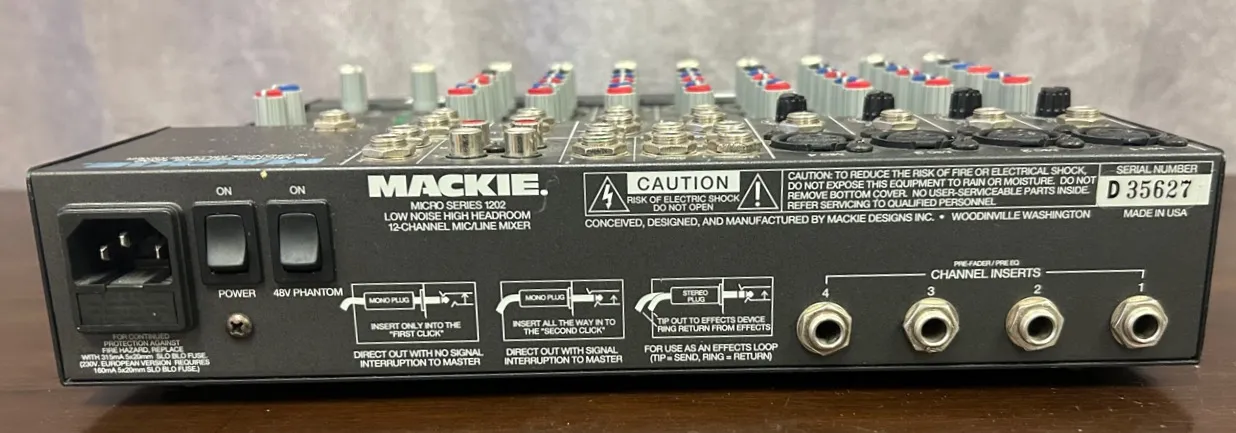 ON
ON
POWER
48V PHANTOM
FOR CONTINUED
PROTECTION AGAINST
FIRE HAZARD, REPLACE
WITH 315mA 5x20mm SLO BLO FUSE.
(230V. EUROPEAN VERSION REQUIRES
160mA 5x20mm SLO BLO FUSE.)
MACKIE.
MICRO SERIES 1202
LOW NOISE HIGH HEADROOM
12-CHANNEL MIC/LINE MIXER
CAUTION
RISK OF ELECTRIC SHOCK
DO NOT OPEN
CAUTION: TO REDUCE THE RISK OF FIRE OR ELECTRICAL SHOCK,
DO NOT EXPOSE THIS EQUIPMENT TO RAIN OR MOISTURE. DO NOT
REMOVE BOTTOM COVER. NO USER-SERVICEABLE PARTS INSIDE.
REFER SERVICING TO QUALIFIED PERSONNEL.
CONCEIVED, DESIGNED, AND MANUFACTURED BY MACKIE DESIGNS INC. • WOODINVILLE WASHINGTON
SERIAL NUMBER
D 35627
MADE IN USA
MONO PLUG
INSERT ONLY INTO THE
"FIRST CLICK"
DIRECT OUT WITH NO SIGNAL
INTERRUPTION TO MASTER
MONO PLUG
INSERT ALL THE WAY IN TO
THE "SECOND CLICK"
DIRECT OUT WITH SIGNAL
INTERRUPTION TO MASTER
STEREO
PLUG
TIP OUT TO EFFECTS DEVICE
RING RETURN FROM EFFECTS
FOR USE AS AN EFFECTS LOOP
(TIP = SEND, RING = RETURN)
PRE-FADER / PRE EQ
CHANNEL INSERTS
4 3 2 1